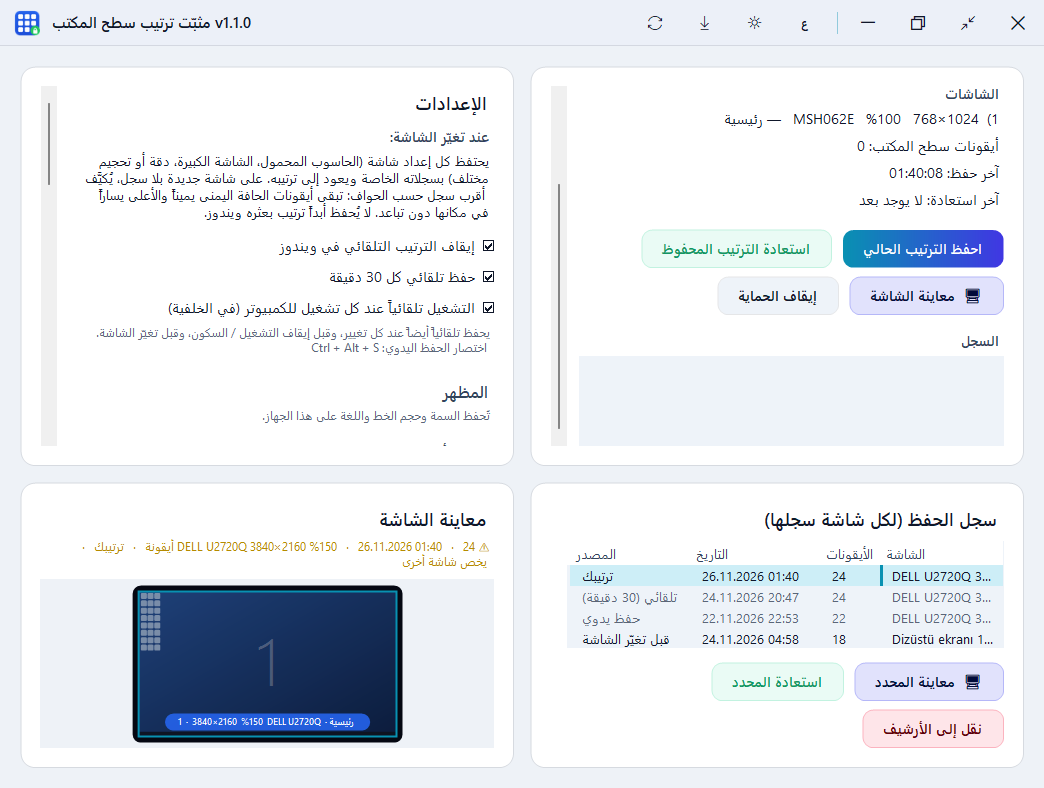 مثبّت ترتيب سطح المكتب v1.1.0
ع
الشاشات
1) 1024×768 %100 MSH062E — رئيسية
أيقونات سطح المكتب: 0
آخر حفظ: 01:40:08
آخر استعادة: لا يوجد بعد
احفظ الترتيب الحالي
استعادة الترتيب المحفوظ
معاينة الشاشة
إيقاف الحماية
السجل
الإعدادات
عند تغيّر الشاشة:
يحتفظ كل إعداد شاشة (الحاسوب المحمول، الشاشة الكبيرة، دقة أو تحجيم
مختلف) بسجلاته الخاصة ويعود إلى ترتيبه. على شاشة جديدة بلا سجل، يُكيَّف
أقرب سجل حسب الحواف: تبقى أيقونات الحافة اليمنى يميناً والأعلى يساراً
في مكانها دون تباعد. لا يُحفظ أبداً ترتيب بعثره ويندوز.
إيقاف الترتيب التلقائي في ويندوز
حفظ تلقائي كل 30 دقيقة
التشغيل تلقائياً عند كل تشغيل للكمبيوتر (في الخلفية)
يحفظ تلقائياً أيضاً عند كل تغيير، وقبل إيقاف التشغيل / السكون، وقبل تغيّر الشاشة.
اختصار الحفظ اليدوي: Ctrl + Alt + S
المظهر
تُحفظ السمة وحجم الخط واللغة على هذا الجهاز.
سجل الحفظ (لكل شاشة سجلها)
الشاشة الأيقونات التاريخ المصدر
DELL U2720Q 3... 24 26.11.2026 01:40 ترتيبك
DELL U2720Q 3... 24 24.11.2026 20:47 تلقائي (30 دقيقة)
DELL U2720Q 3... 22 22.11.2026 22:53 حفظ يدوي
Dizüstü ekranı 1... 18 24.11.2026 04:58 قبل تغيّر الشاشة
معاينة المحدد
استعادة المحدد
نقل إلى الأرشيف
معاينة الشاشة
⚠ 24 أيقونة DELL U2720Q 3840×2160 %150 · 26.11.2026 01:40 · ترتيبك ·
يخص شاشة أخرى
1
1 · 3840×2160 %150 DELL U2720Q · رئيسية